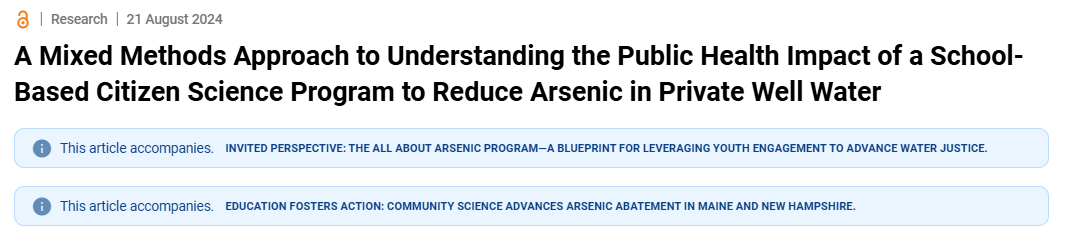 Research | 21 August 2024
A Mixed Methods Approach to Understanding the Public Health Impact of a School-
Based Citizen Science Program to Reduce Arsenic in Private Well Water
This article accompanies. INVITED PERSPECTIVE: THE ALL ABOUT ARSENIC PROGRAM—A BLUEPRINT FOR LEVERAGING YOUTH ENGAGEMENT TO ADVANCE WATER JUSTICE.
This article accompanies. EDUCATION FOSTERS ACTION: COMMUNITY SCIENCE ADVANCES ARSENIC ABATEMENT IN MAINE AND NEW HAMPSHIRE.